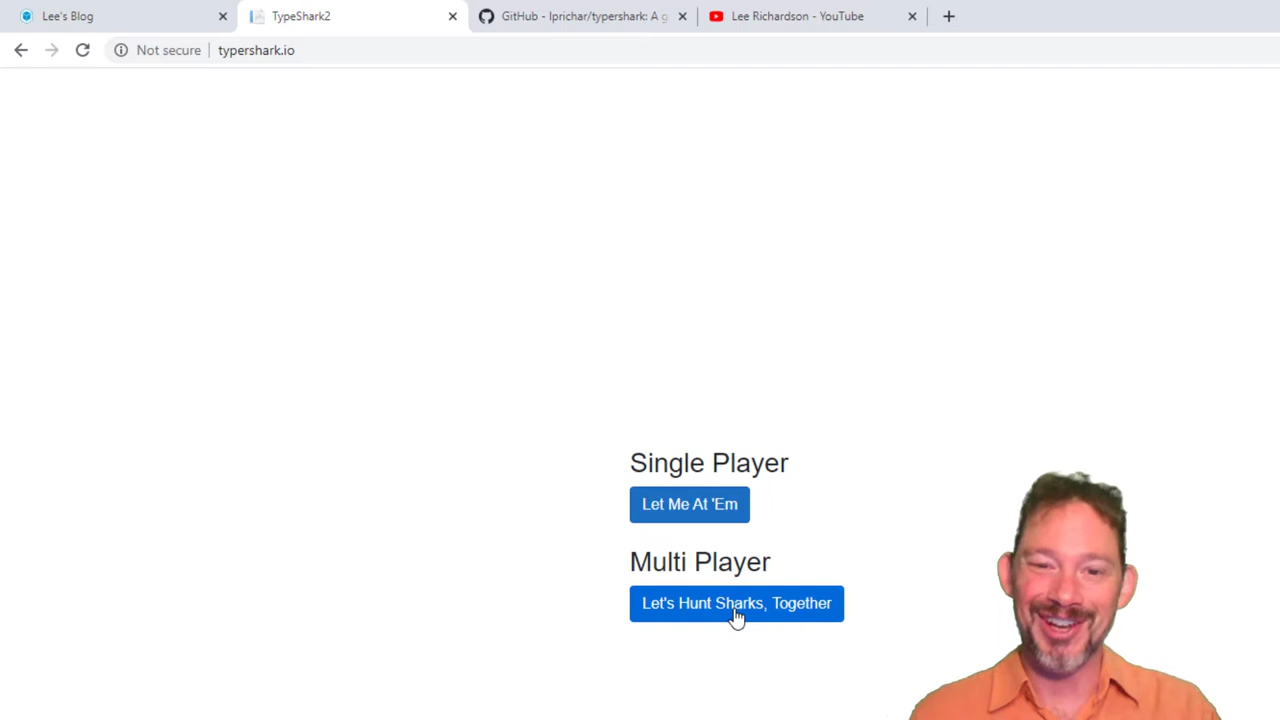 Lee's Blog
TypeShark2
GitHub - lprichar/typershark: A g
Lee Richardson - YouTube
Not secure
typershark.io
Single Player
Let Me At 'Em
Multi Player
Let's Hunt Sharks, Together